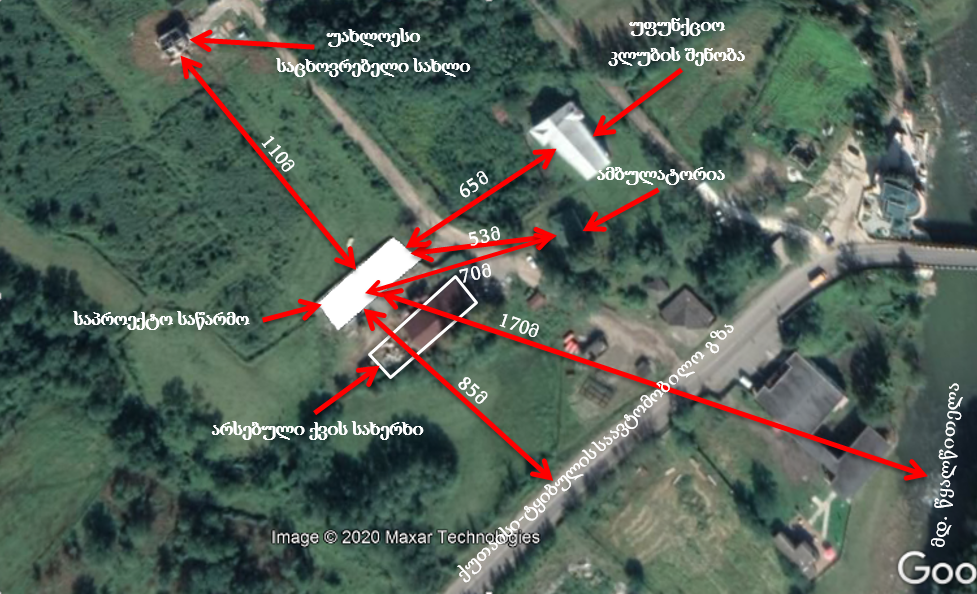 უფუნქციო
კლუბის შენობა
უახლოესი
საცხოვრებელი სახლი
ამბულატორია
110მ
65მ
53მ
70მ
საპროექტო საწარმო
170მ
85მ
არსებული ქვის სახერხი
ქუთაისი-ტყიბულის საავტომობილო გზა
მდ. წყალწითელა
Image © 2020 Maxar Technologies
Goo